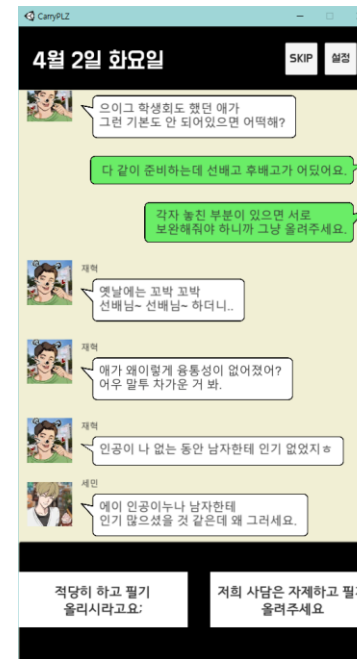 CarryPLZ
4월 2일 화요일
SKIP
설정
으이그 학생회도 했던 애가
그런 기본도 안 되어있으면 어떡해?
다 같이 준비하는데 선배고 후배고가 어딨어요.
각자 놓친 부분이 있으면 서로
보완해줘야 하니까 그냥 올려주세요.
재혁
옛날에는 꼬박 꼬박
선배님~ 선배님~ 하더니..
재혁
애가 왜이렇게 융통성이 없어졌어?
어우 말투 차가운 거 봐.
재혁
인공이 나 없는 동안 남자한테 인기 없었지ㅎ
세민
에이 인공이누나 남자한테
인기 많으셨을 것 같은데 왜 그러세요.
적당히 하고 필기
올리시라고요;
저희 사담은 자제하고 필기
올려주세요